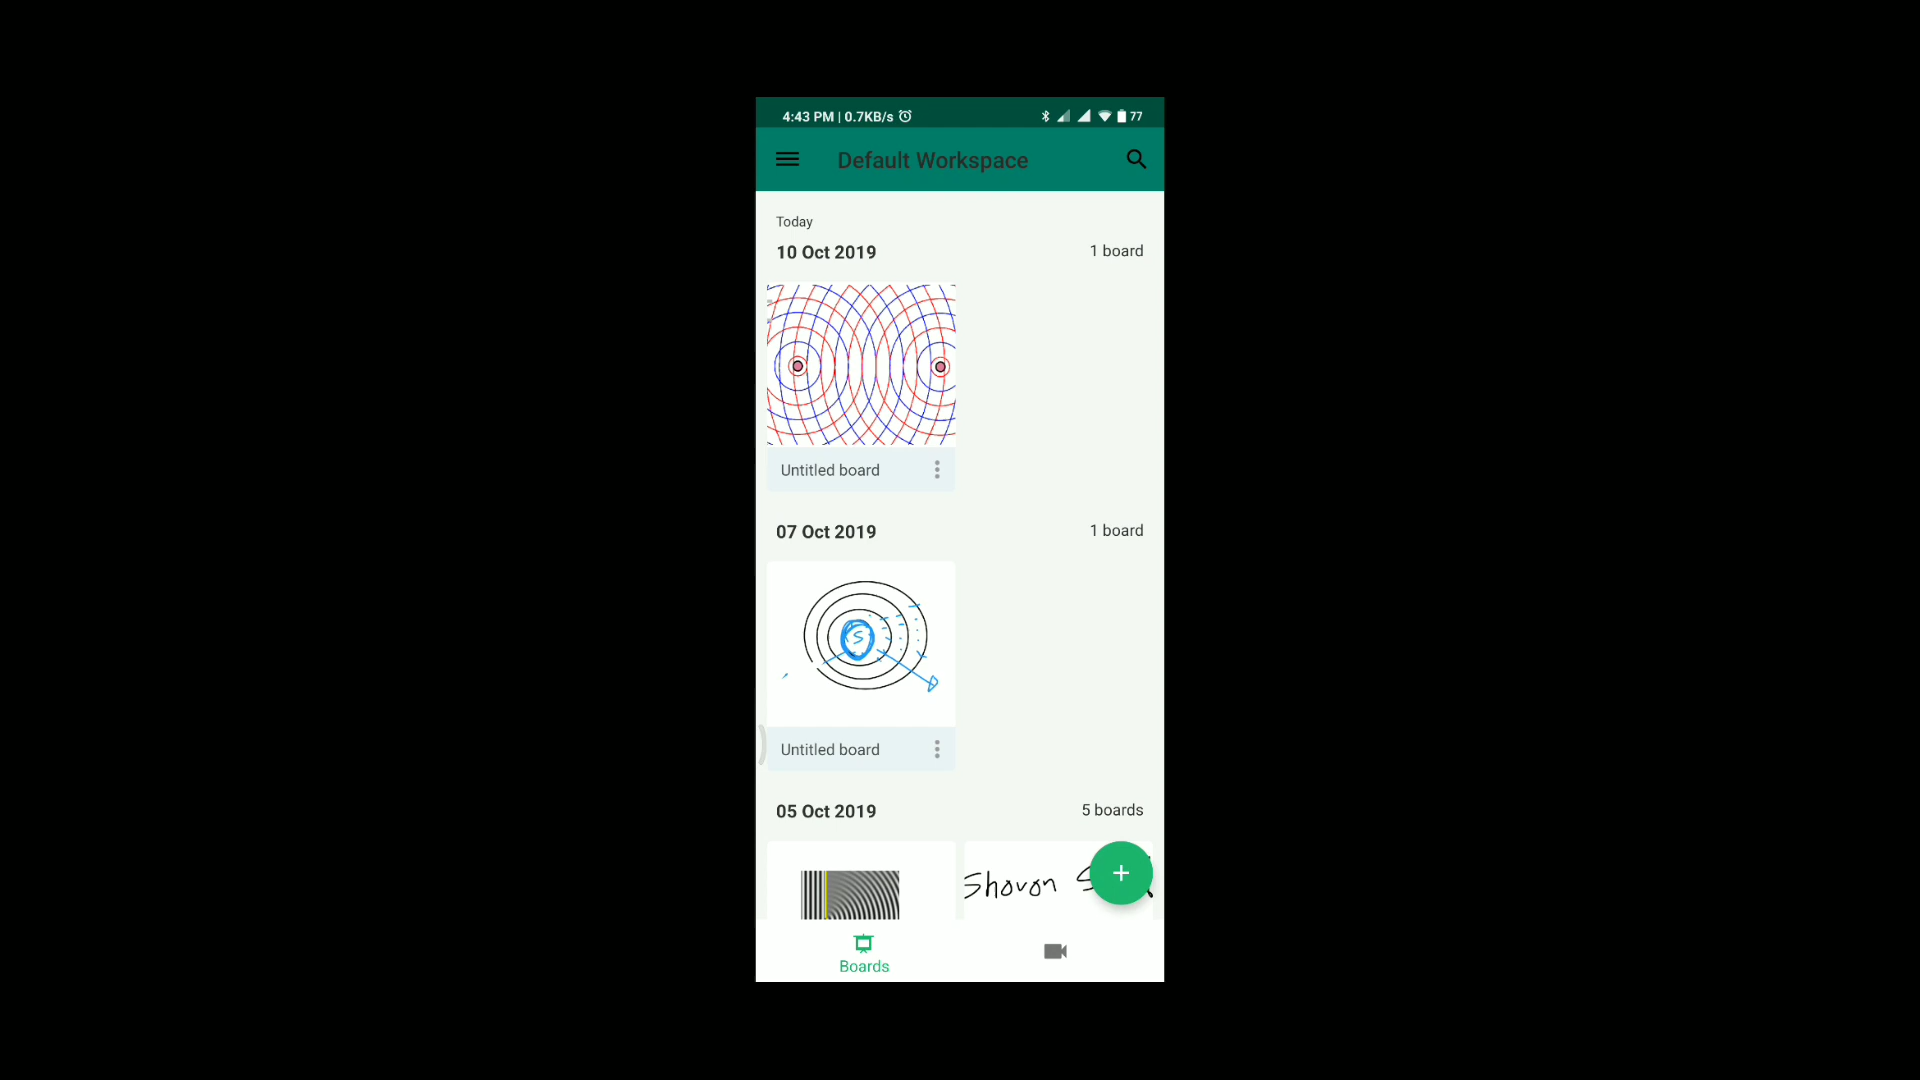 4:43 PM | 0.7KB/s 77
Default Workspace
Today
10 Oct 2019 1 board
Untitled board
07 Oct 2019 1 board
S
Untitled board
05 Oct 2019 5 boards
Shovon
+
Boards